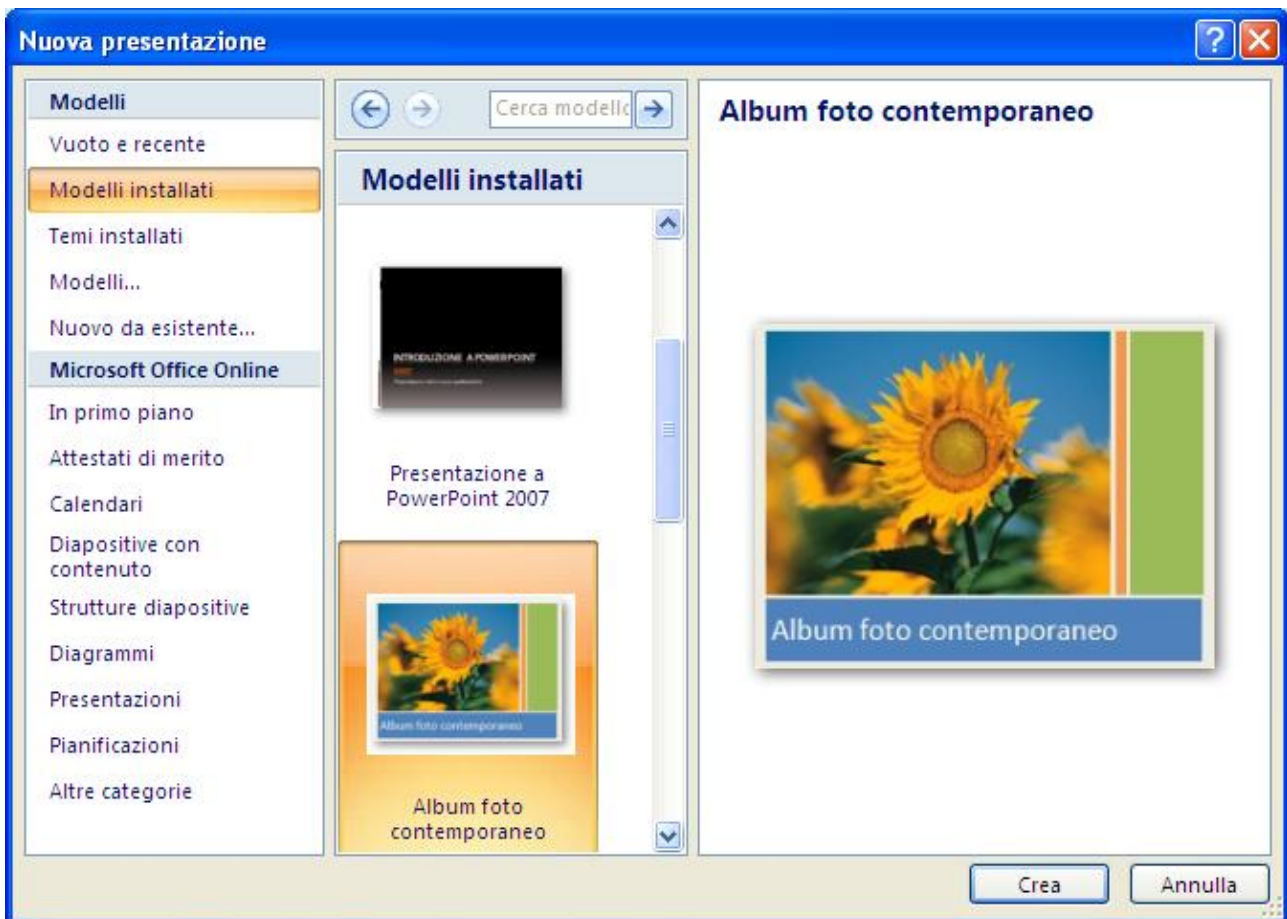 Nuova presentazione
Modelli
Vuoto e recente
Modelli installati
Temi installati
Modelli...
Nuovo da esistente...
Microsoft Office Online
In primo piano
Attestati di merito
Calendari
Diapositive con
contenuto
Strutture diapositive
Diagrammi
Presentazioni
Pianificazioni
Altre categorie
Cerca modello
Modelli installati
INTRODUZIONE A POWERPOINT
Presentazione a
PowerPoint 2007
Album foto contemporaneo
Album foto
contemporaneo
Album foto contemporaneo
Album foto contemporaneo
Crea
Annulla